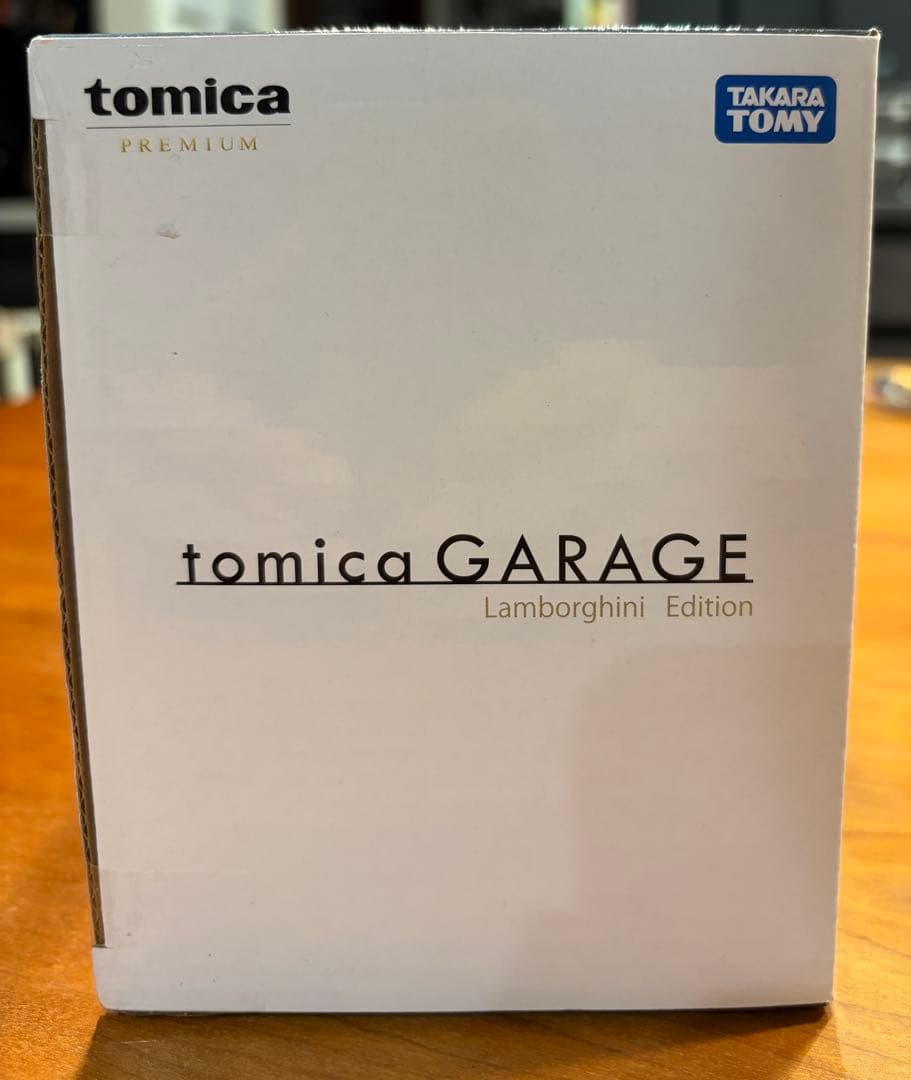 tomica
PREMIUM
TAKARA
TOMY
tomica GARAGE
Lamborghini Edition